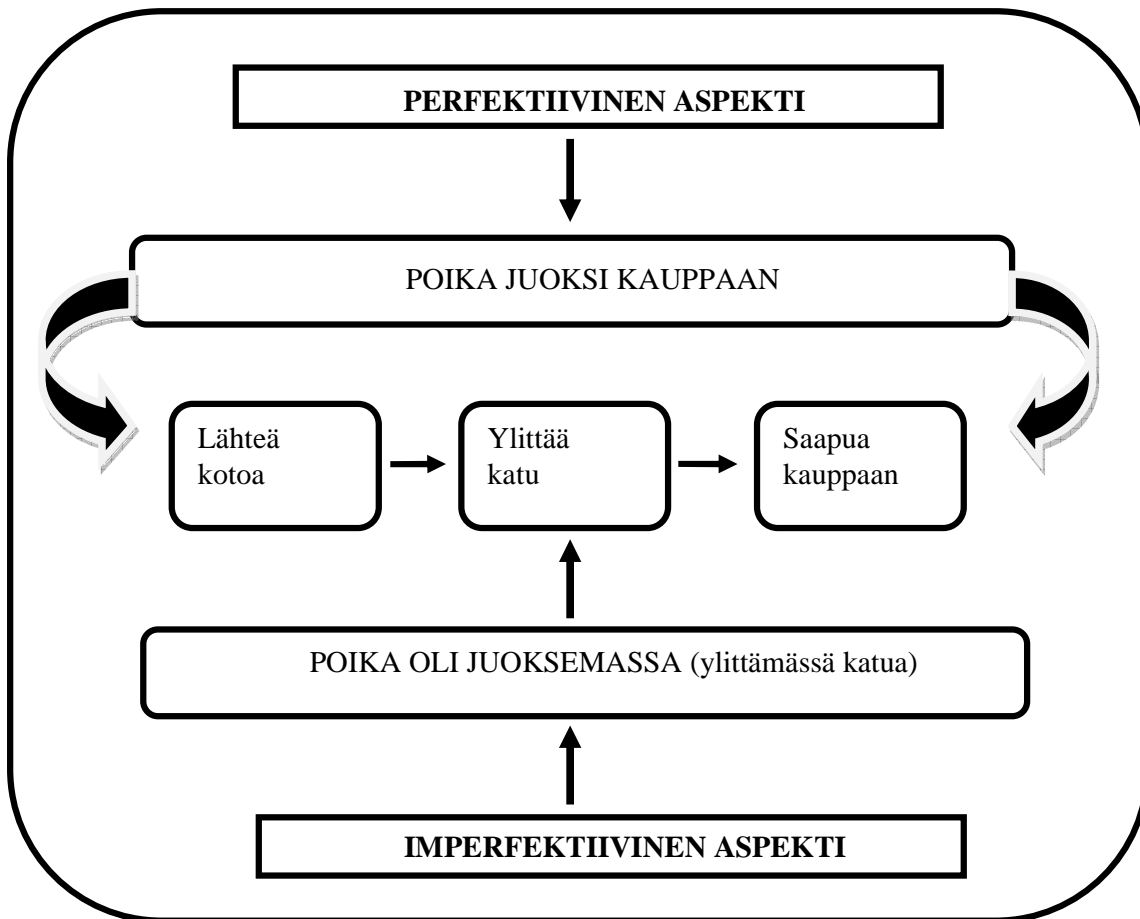 PERFEKTIIVINEN ASPEKTI
POIKA JUOKSI KAUPPAAN
Lähteä
kotoa
Ylittää
katu
Saapua
kauppaan
POIKA OLI JUOKSEMASSA (ylittämässä katua)
IMPERFEKTIIVINEN ASPEKTI